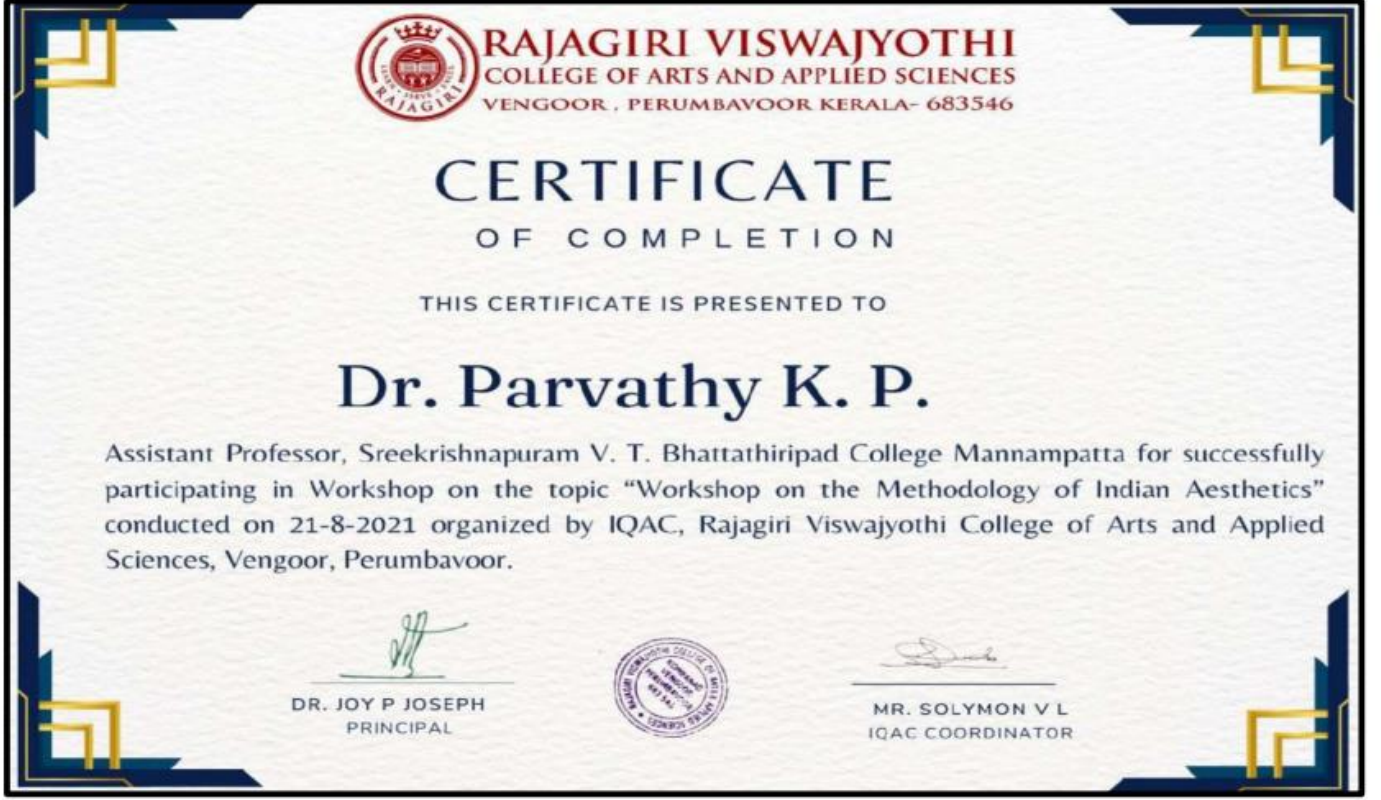 RAJAGIRI VISWAJYOTHI
COLLEGE OF ARTS AND APPLIED SCIENCES
VENGOOR , PERUMBAVOOR KERALA- 683546
RAJAGIRI
CERTIFICATE
OF COMPLETION
THIS CERTIFICATE IS PRESENTED TO
Dr. Parvathy K. P.
Assistant Professor, Sreekrishnapuram V. T. Bhattathiripad College Mannampatta for successfully
participating in Workshop on the topic “Workshop on the Methodology of Indian Aesthetics”
conducted on 21-8-2021 organized by IQAC, Rajagiri Viswajyothi College of Arts and Applied
Sciences, Vengoor, Perumbavoor.
DR. JOY P JOSEPH
PRINCIPAL
MR. SOLYMON V L
IQAC COORDINATOR